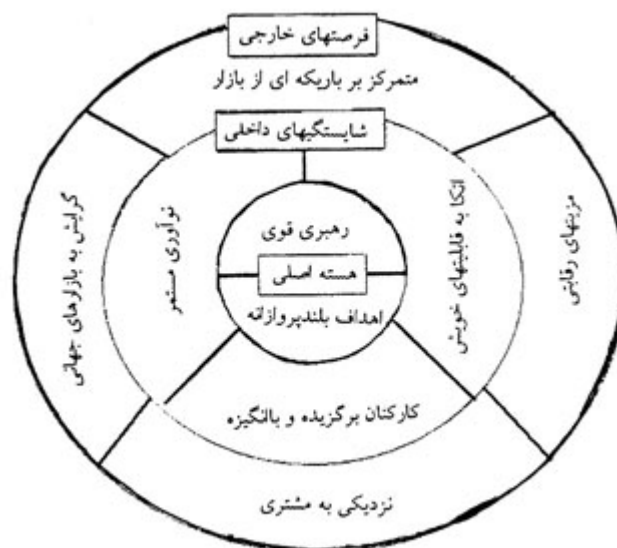 فرصتهای خارجی
متمرکز بر باریکه ای از بازار
شایستگیهای داخلی
گرایش به بازارهای جهانی
نوآوری مستمر
رهبری قوی
هسته اصلی
اهداف بلندپروازانه
اتکا به قابلیتهای خویش
مزیتهای رقابتی
کارکنان برگزیده و باانگیزه
نزدیکی به مشتری